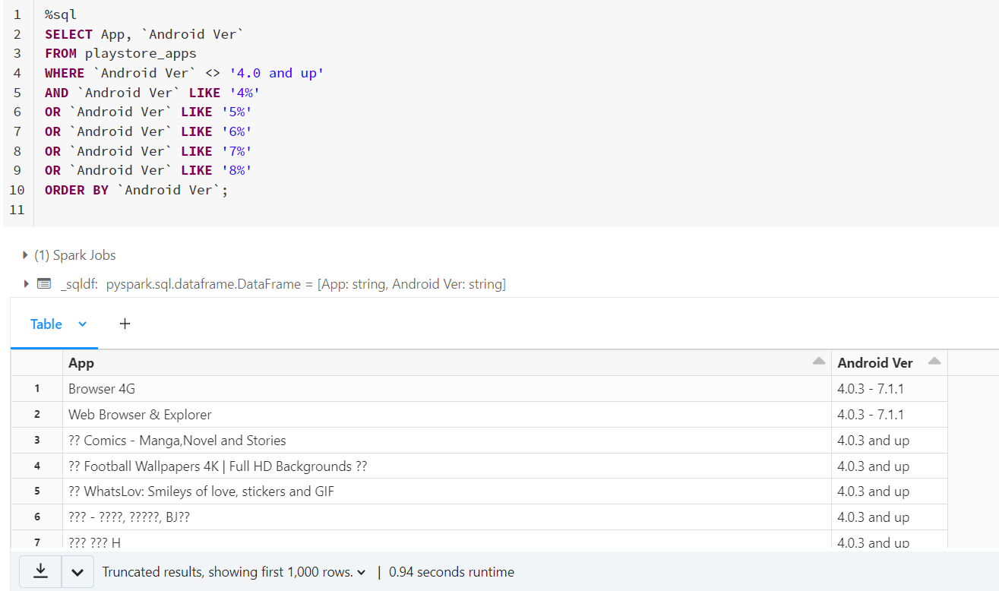 1 %sql
2 SELECT App, `Android Ver`
3 FROM playstore_apps
4 WHERE `Android Ver` <> '4.0 and up'
5 AND `Android Ver` LIKE '4%'
6 OR `Android Ver` LIKE '5%'
7 OR `Android Ver` LIKE '6%'
8 OR `Android Ver` LIKE '7%'
9 OR `Android Ver` LIKE '8%'
10 ORDER BY `Android Ver`;
11
(1) Spark Jobs
_sqldf: pyspark.sql.dataframe.DataFrame = [App: string, Android Ver: string]
Table +
App Android Ver
1 Browser 4G 4.0.3 - 7.1.1
2 Web Browser & Explorer 4.0.3 - 7.1.1
3 ?? Comics - Manga,Novel and Stories 4.0.3 and up
4 ?? Football Wallpapers 4K | Full HD Backgrounds ?? 4.0.3 and up
5 ?? WhatsLov: Smileys of love, stickers and GIF 4.0.3 and up
6 ??? - ????, ?????, BJ?? 4.0.3 and up
7 ??? ??? H 4.0.3 and up
Truncated results, showing first 1,000 rows. | 0.94 seconds runtime